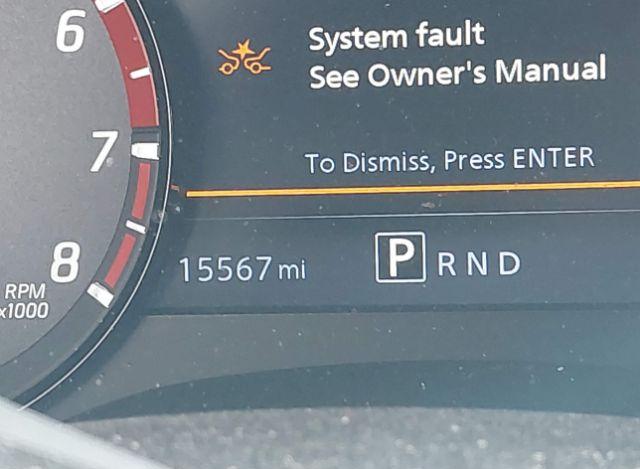 6
System fault
See Owner's Manual
7
To Dismiss, Press ENTER
8
15567 mi
P R N D
RPM
x1000